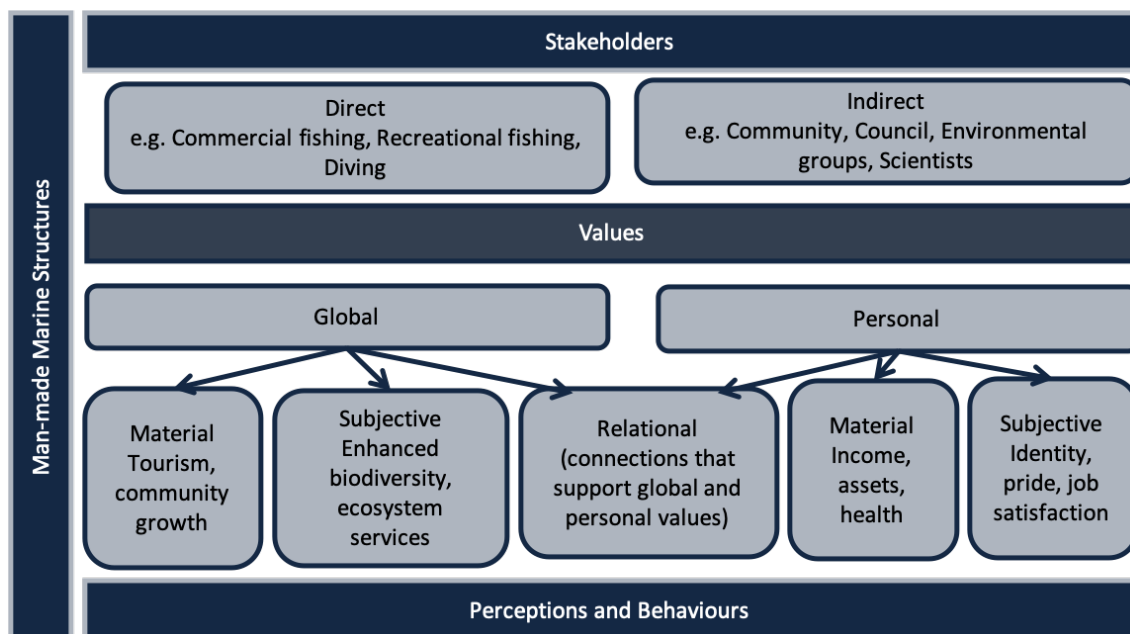 Man-made Marine Structures
Stakeholders
Direct
e.g. Commercial fishing, Recreational fishing,
Diving
Indirect
e.g. Community, Council, Environmental
groups, Scientists
Values
Global
Personal
Material
Tourism,
community
growth
Subjective
Enhanced
biodiversity,
ecosystem
services
Relational
(connections that
support global and
personal values)
Material
Income,
assets,
health
Subjective
Identity,
pride, job
satisfaction
Perceptions and Behaviours